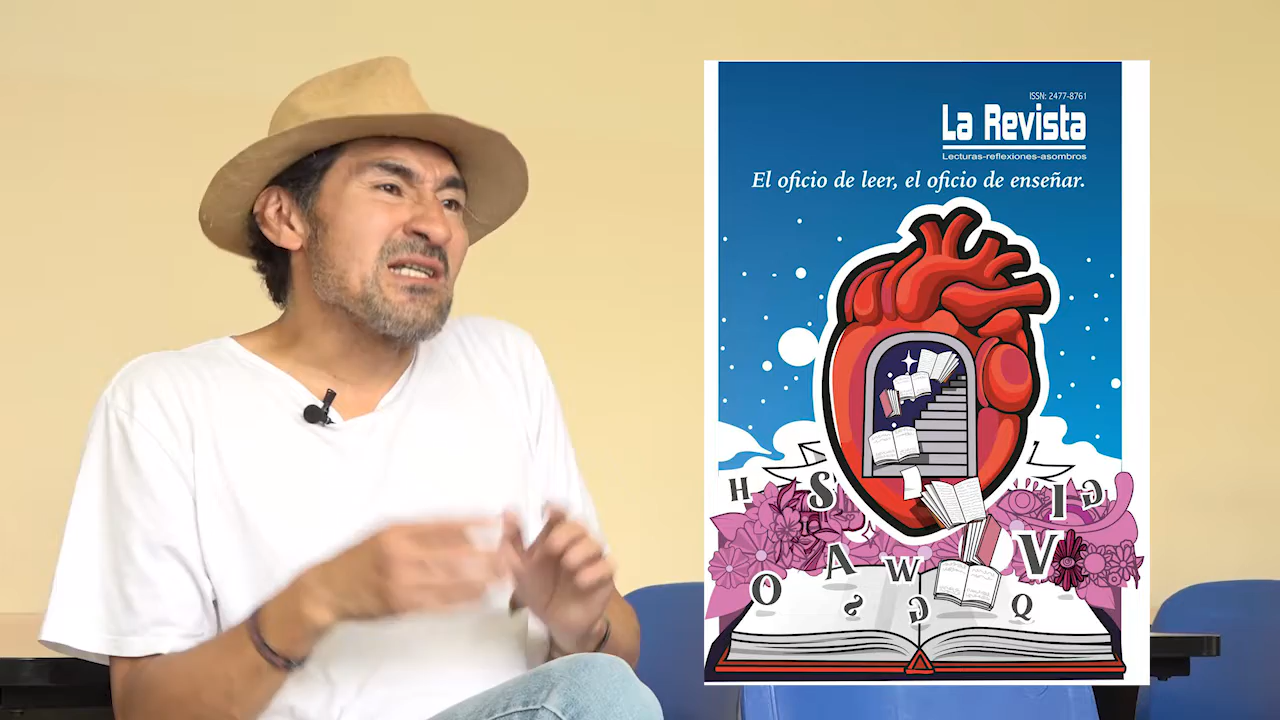 ISSN: 2477-8761
La Revista
Lecturas-reflexiones-asombros
El oficio de leer, el oficio de enseñar.
H S I G
O A W V
S G Q